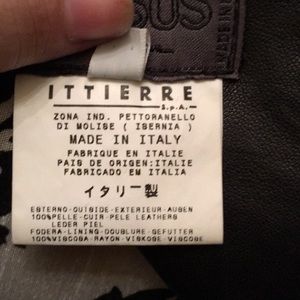 ITTIERRE
S.p.A.
ZONA IND. PETTORANELLO
DI MOLISE ( ISERNIA )
MADE IN ITALY
FABRIQUE EN ITALIE
PAIS DE ORIGEN:ITALIE
FABRICADO EM ITALIA
イタリー製
ESTERNO-OUTSIDE-EXTERIEUR-AUBEN
100%PELLE-CUIR-PELE LEATHERS
LEDER PIEL
FODERA-LINING-DOUBLURE-GEFUTTER
100%VISCOSA-RAYON-VISKOSE VISCOSE